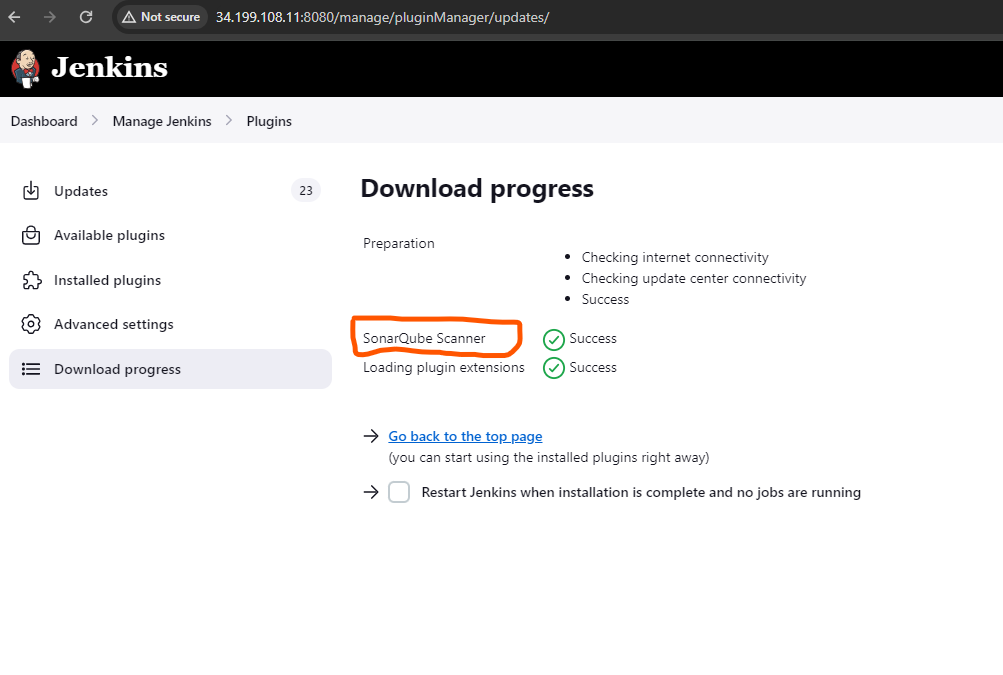 Not secure 34.199.108.11:8080/manage/pluginManager/updates/
Jenkins
Dashboard > Manage Jenkins > Plugins
Updates 23
Available plugins
Installed plugins
Advanced settings
Download progress
Download progress
Preparation
• Checking internet connectivity
• Checking update center connectivity
• Success
SonarQube Scanner Success
Loading plugin extensions Success
→ Go back to the top page
(you can start using the installed plugins right away)
→ Restart Jenkins when installation is complete and no jobs are running